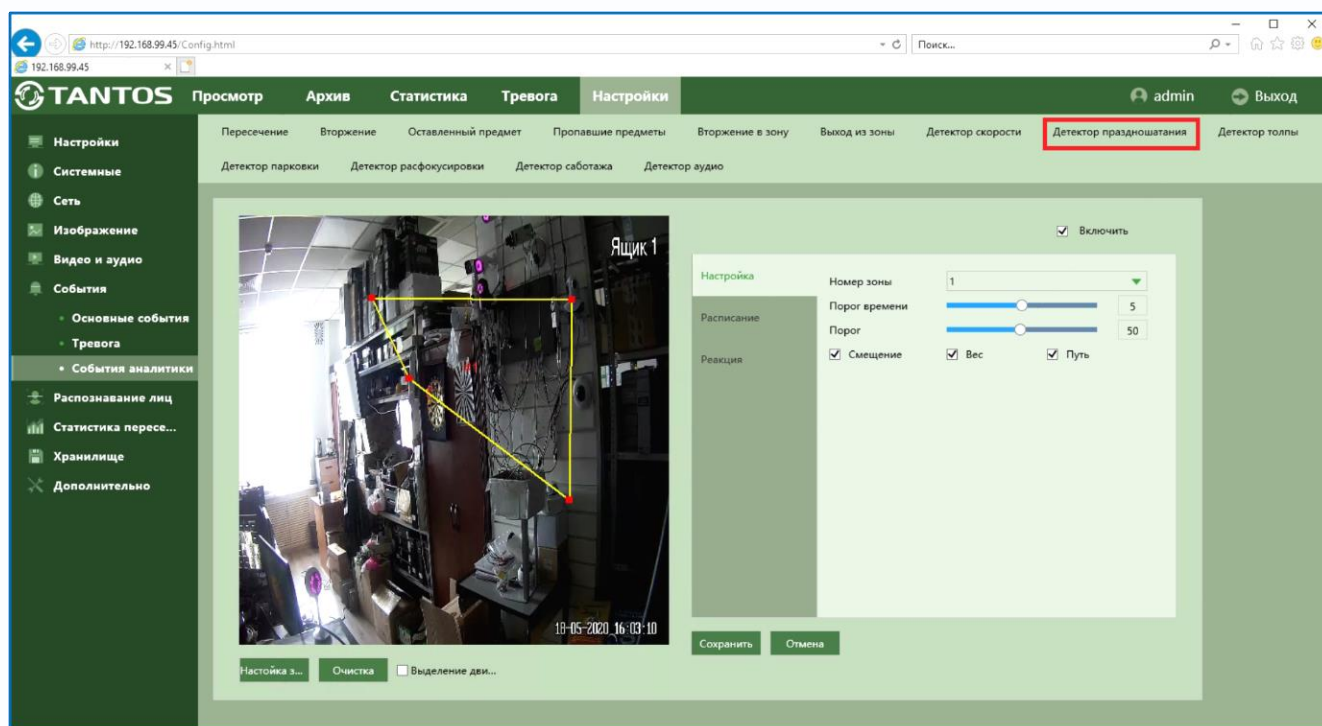 http://192.168.99.45/Config.html
Поиск...
192.168.99.45
TANTOS Просмотр Архив Статистика Тревога Настройки admin Выход
Пересечение Вторжение Оставленный предмет Пропавшие предметы Вторжение в зону Выход из зоны Детектор скорости Детектор праздношатания Детектор толпы
Детектор парковки Детектор расфокусировки Детектор саботажа Детектор аудио
Настройки
Системные
Сеть
Изображение
Видео и аудио
События
Основные события
Тревога
События аналитики
Распознавание лиц
Статистика пересе...
Хранилище
Дополнительно
Ящик 1
18-05-2020 16:03:10
Настойка з... Очистка Выделение дви...
Включить
Настройка
Расписание
Реакция
Номер зоны 1
Порог времени 5
Порог 50
Смещение Вес Путь
Сохранить Отмена